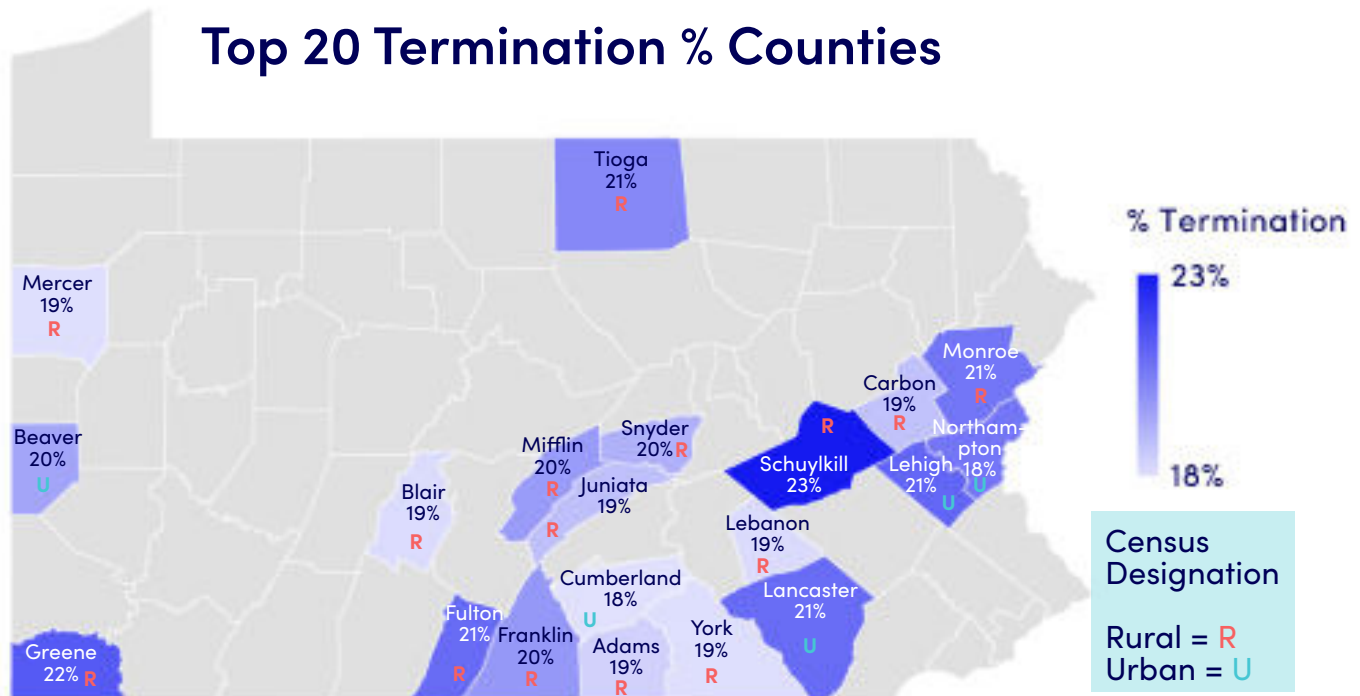 Top 20 Termination % Counties
Tioga
21%
R
% Termination
23%
18%
Mercer
19%
R
Monroe
21%
R
Carbon
19%
R
Northam-
pton
18%
U
Beaver
20%
U
Mifflin
20%
R
Snyder
20% R
R
Schuylkill
23%
Lehigh
21%
U
Blair
19%
R
Juniata
19%
R
Lebanon
19%
R
Cumberland
18%
U
Lancaster
21%
U
Fulton
21%
R
Franklin
20%
R
Adams
19%
R
York
19%
R
Greene
22% R
Census
Designation
Rural = R
Urban = U